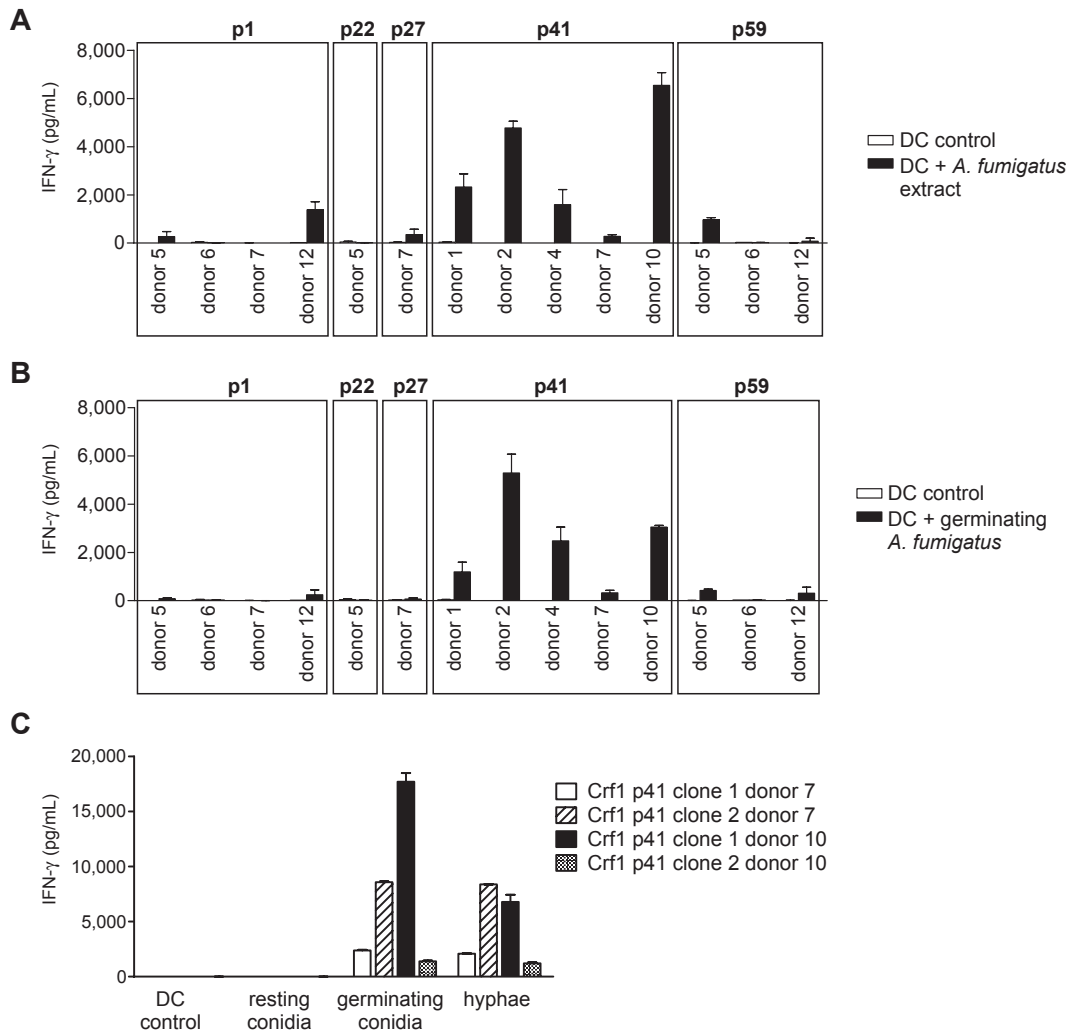 A
p1 p22 p27 p41 p59
8,000
6,000
4,000
2,000
0
IFN-γ (pg/mL)
donor 5
donor 6
donor 7
donor 12
donor 5
donor 7
donor 1
donor 2
donor 4
donor 7
donor 10
donor 5
donor 6
donor 12
DC control
DC + A. fumigatus
extract
B
p1 p22 p27 p41 p59
8,000
6,000
4,000
2,000
0
IFN-γ (pg/mL)
donor 5
donor 6
donor 7
donor 12
donor 5
donor 7
donor 1
donor 2
donor 4
donor 7
donor 10
donor 5
donor 6
donor 12
DC control
DC + germinating
A. fumigatus
C
20,000
15,000
10,000
5,000
0
IFN-γ (pg/mL)
DC
control
resting
conidia
germinating
conidia
hyphae
Crf1 p41 clone 1 donor 7
Crf1 p41 clone 2 donor 7
Crf1 p41 clone 1 donor 10
Crf1 p41 clone 2 donor 10